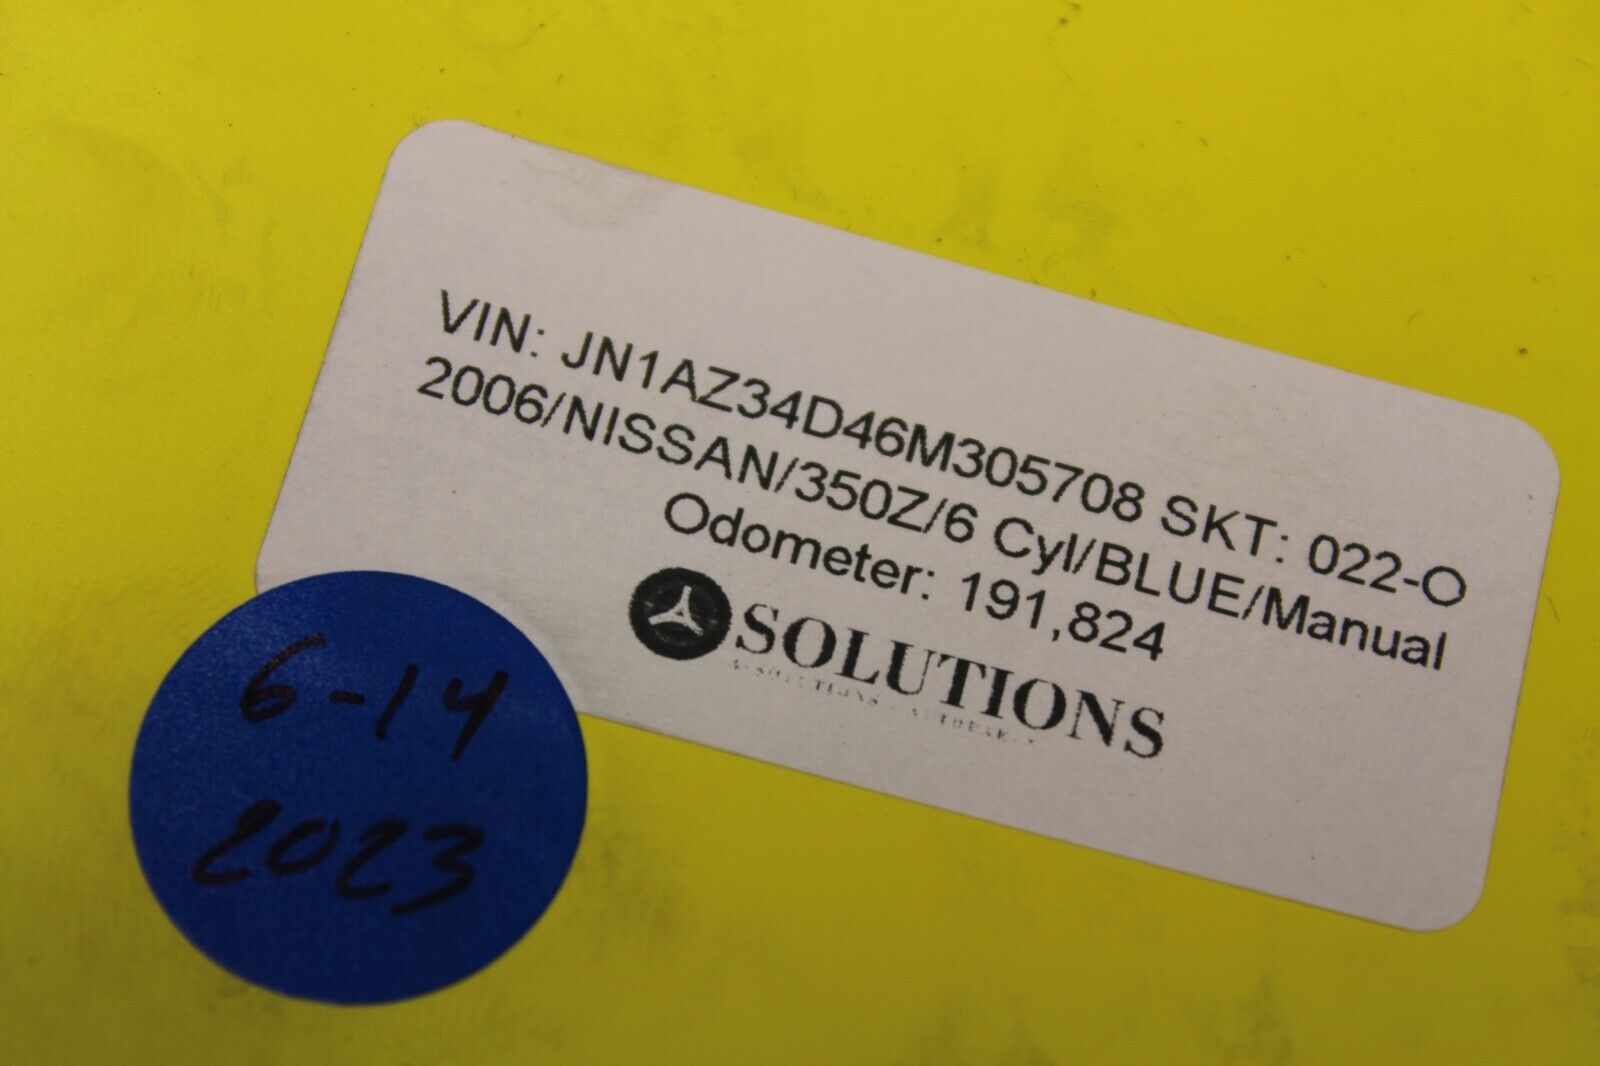 VIN: JN1AZ34D46M305708 SKT: 022-O
2006/NISSAN/350Z/6 Cyl/BLUE/Manual
Odometer: 191,824
SOLUTIONS
6-14
2023